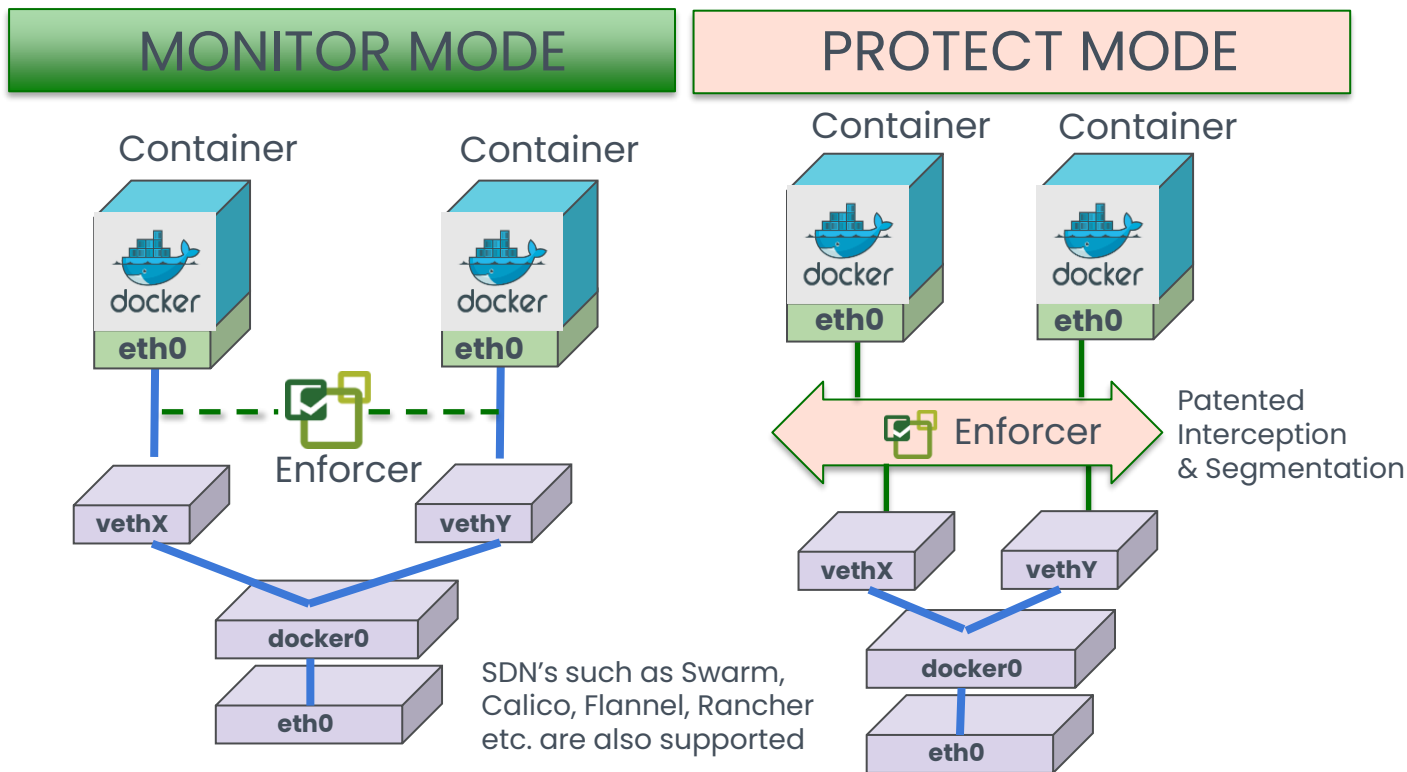 MONITOR MODE
PROTECT MODE
Container
Container
Container
Container
docker
docker
docker
docker
eth0
eth0
eth0
eth0
Enforcer
Enforcer
Patented
Interception
& Segmentation
vethX
vethY
vethX
vethY
docker0
docker0
eth0
eth0
SDN's such as Swarm,
Calico, Flannel, Rancher
etc. are also supported